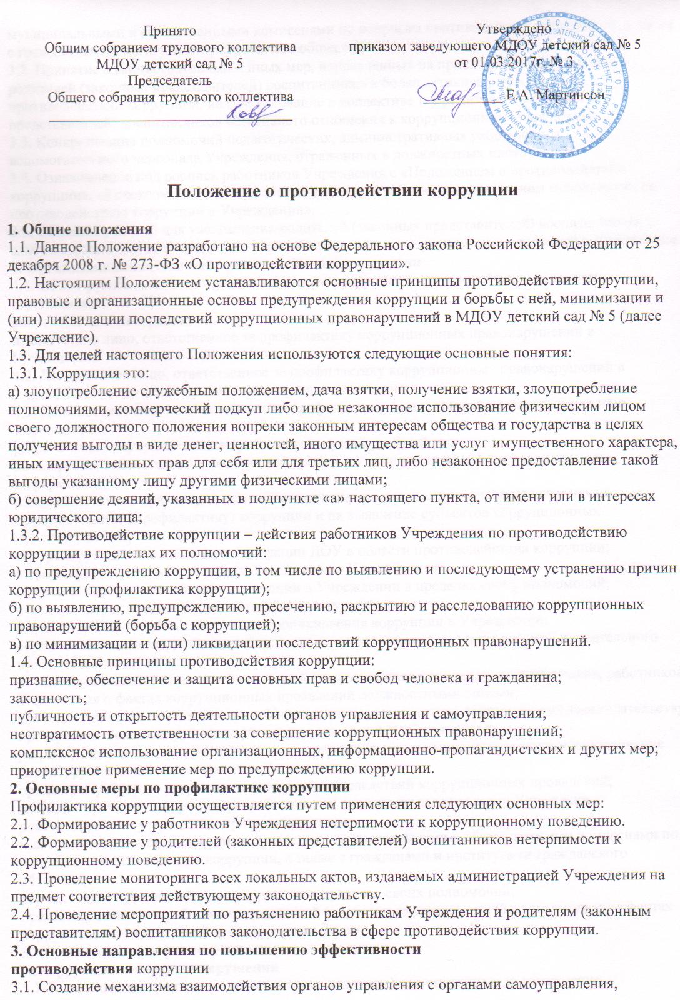 Принято
Общим собранием трудового коллектива
МДОУ детский сад № 5
Председатель
Общего собрания трудового коллектива
Утверждено
приказом заведующего МДОУ детский сад № 5
от 01.03.2017г. № 3
Е.А. Мартинсон
Положение о противодействии коррупции
1. Общие положения
1.1. Данное Положение разработано на основе Федерального закона Российской Федерации от 25
декабря 2008 г. № 273-ФЗ «О противодействии коррупции».
1.2. Настоящим Положением устанавливаются основные принципы противодействия коррупции,
правовые и организационные основы предупреждения коррупции и борьбы с ней, минимизации и
(или) ликвидации последствий коррупционных правонарушений в МДОУ детский сад № 5 (далее
Учреждение).
1.3. Для целей настоящего Положения используются следующие основные понятия:
1.3.1. Коррупция это:
а) злоупотребление служебным положением, дача взятки, получение взятки, злоупотребление
полномочиями, коммерческий подкуп либо иное незаконное использование физическим лицом
своего должностного положения вопреки законным интересам общества и государства в целях
получения выгоды в виде денег, ценностей, иного имущества или услуг имущественного характера,
иных имущественных прав для себя или для третьих лиц, либо незаконное предоставление такой
выгоды указанному лицу другими физическими лицами;
б) совершение деяний, указанных в подпункте «а» настоящего пункта, от имени или в интересах
юридического лица;
1.3.2. Противодействие коррупции – действия работников Учреждения по противодействию
коррупции в пределах их полномочий:
а) по предупреждению коррупции, в том числе по выявлению и последующему устранению причин
коррупции (профилактика коррупции);
б) по выявлению, предупреждению, пресечению, раскрытию и расследованию коррупционных
правонарушений (борьба с коррупцией);
в) по минимизации и (или) ликвидации последствий коррупционных правонарушений.
1.4. Основные принципы противодействия коррупции:
признание, обеспечение и защита основных прав и свобод человека и гражданина;
законность;
публичность и открытость деятельности органов управления и самоуправления;
неотвратимость ответственности за совершение коррупционных правонарушений;
комплексное использование организационных, информационно-пропагандистских и других мер;
приоритетное применение мер по предупреждению коррупции.
2. Основные меры по профилактике коррупции
Профилактика коррупции осуществляется путем применения следующих основных мер:
2.1. Формирование у работников Учреждения нетерпимости к коррупционному поведению.
2.2. Формирование у родителей (законных представителей) воспитанников нетерпимости к
коррупционному поведению.
2.3. Проведение мониторинга всех локальных актов, издаваемых администрацией Учреждения на
предмет соответствия действующему законодательству.
2.4. Проведение мероприятий по разъяснению работникам Учреждения и родителям (законным
представителям) воспитанников законодательства в сфере противодействия коррупции.
3. Основные направления по повышению эффективности
противодействия коррупции
3.1. Создание механизма взаимодействия органов управления с органами самоуправления,